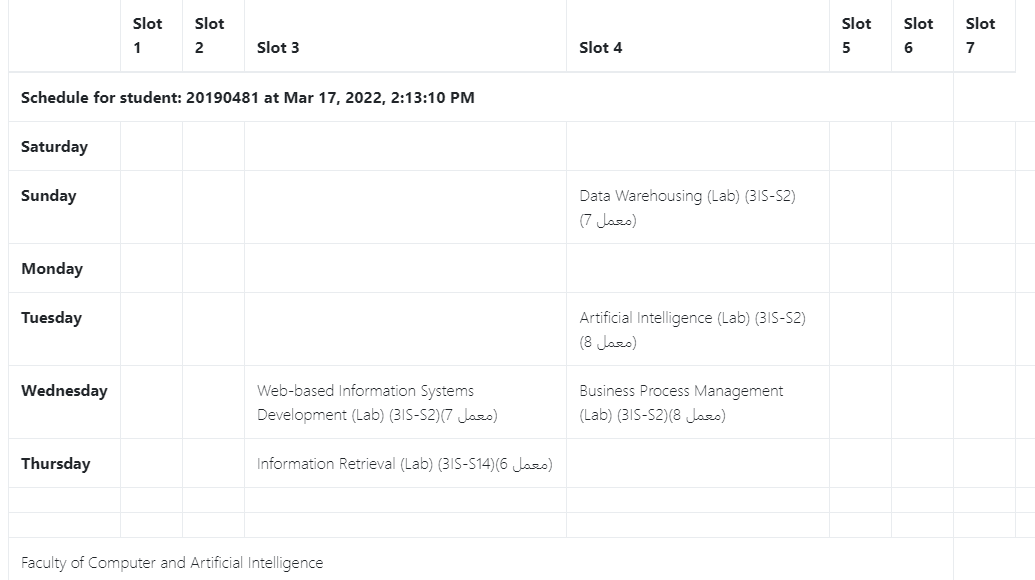 Slot 1
Slot 2
Slot 3
Slot 4
Slot 5
Slot 6
Slot 7
Schedule for student: 20190481 at Mar 17, 2022, 2:13:10 PM
Saturday
Sunday
Data Warehousing (Lab) (3IS-S2)
(معمل 7)
Monday
Tuesday
Artificial Intelligence (Lab) (3IS-S2)
(معمل 8)
Wednesday
Web-based Information Systems
Development (Lab) (3IS-S2)(معمل 7)
Business Process Management
(Lab) (3IS-S2)(معمل 8)
Thursday
Information Retrieval (Lab) (3IS-S14)(معمل 6)
Faculty of Computer and Artificial Intelligence